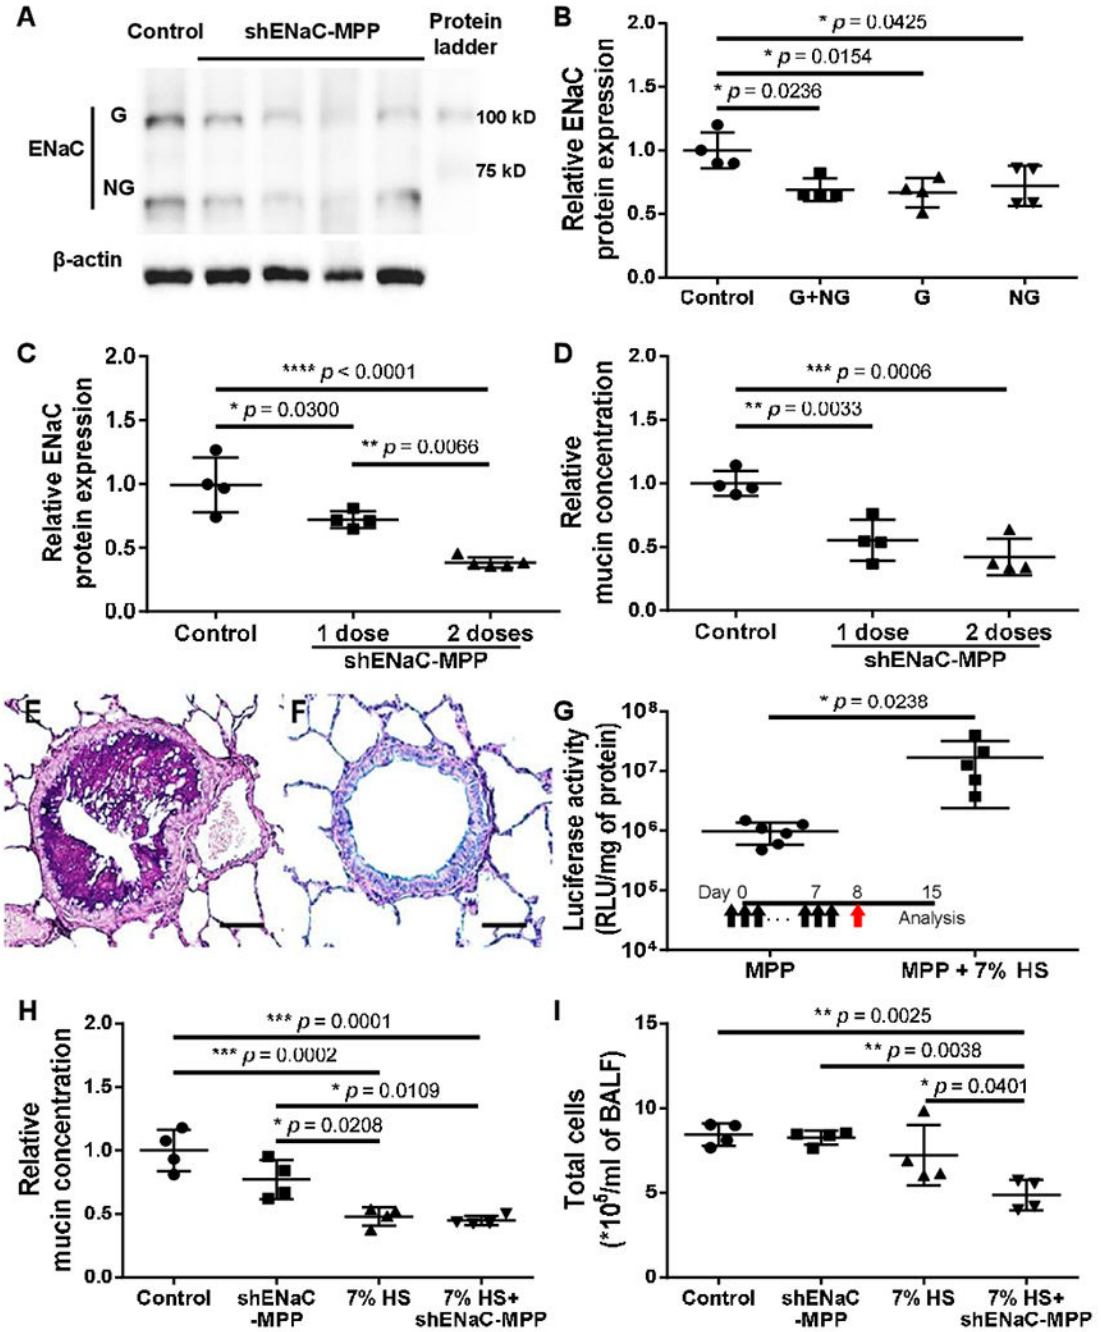 A
Control
shENaC-MPP
Protein
ladder
G
ENaC
NG
100 kD
75 kD
β-actin
B
Relative ENaC
protein expression
2.0
1.5
1.0
0.5
0.0
* p = 0.0425
* p = 0.0154
* p = 0.0236
Control
G+NG
G
NG
C
Relative ENaC
protein expression
2.0
1.5
1.0
0.5
0.0
**** p < 0.0001
* p = 0.0300
** p = 0.0066
Control
1 dose
2 doses
shENaC-MPP
D
Relative
mucin concentration
2.0
1.5
1.0
0.5
0.0
*** p = 0.0006
** p = 0.0033
Control
1 dose
2 doses
shENaC-MPP
E
F
G
Luciferase activity
(RLU/mg of protein)
10⁸
10⁷
10⁶
10⁵
10⁴
* p = 0.0238
Day 0 7 8 15
....
Analysis
MPP
MPP + 7% HS
H
Relative
mucin concentration
2.0
1.5
1.0
0.5
0.0
*** p = 0.0001
*** p = 0.0002
* p = 0.0109
* p = 0.0208
Control
shENaC
-MPP
7% HS
7% HS+
shENaC-MPP
I
Total cells
(*10⁵/ml of BALF)
15
10
5
0
** p = 0.0025
** p = 0.0038
* p = 0.0401
Control
shENaC
-MPP
7% HS
7% HS+
shENaC-MPP